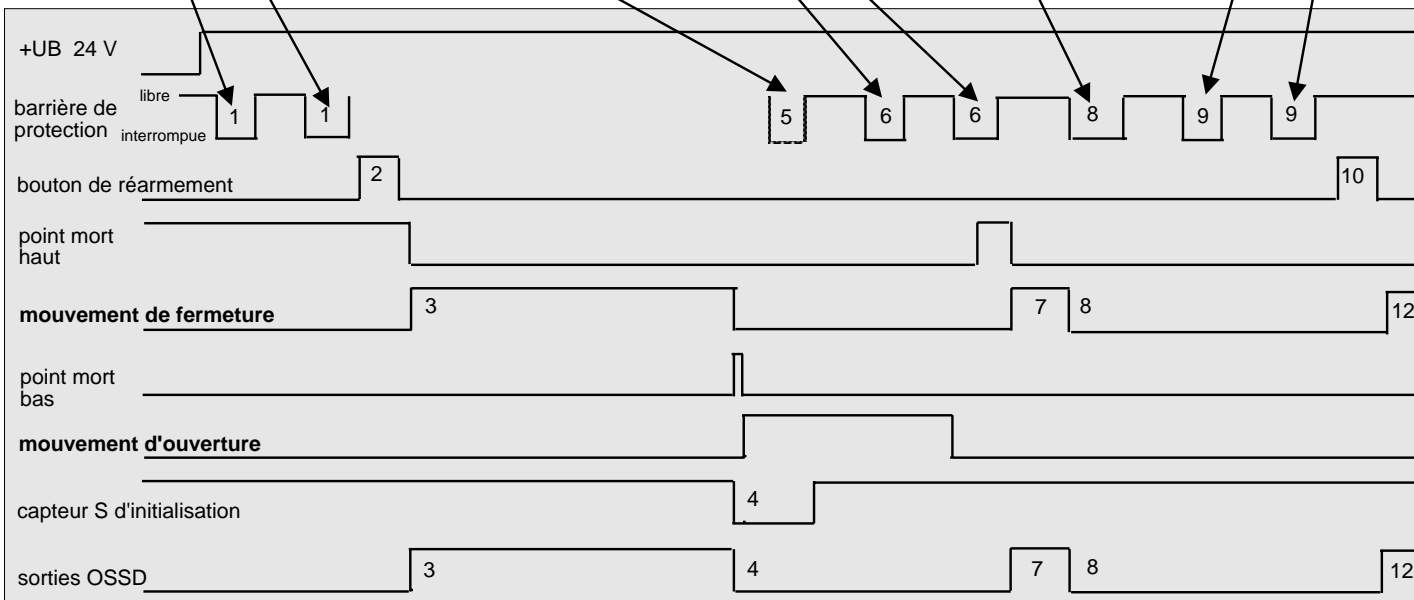 +UB 24 V
libre
barrière de
protection
interrompue
1
1
5
6
6
8
9
9
bouton de réarmement
2
10
point mort
haut
mouvement de fermeture
3
7
8
12
point mort
bas
mouvement d'ouverture
capteur S d'initialisation
4
sorties OSSD
3
4
7
8
12